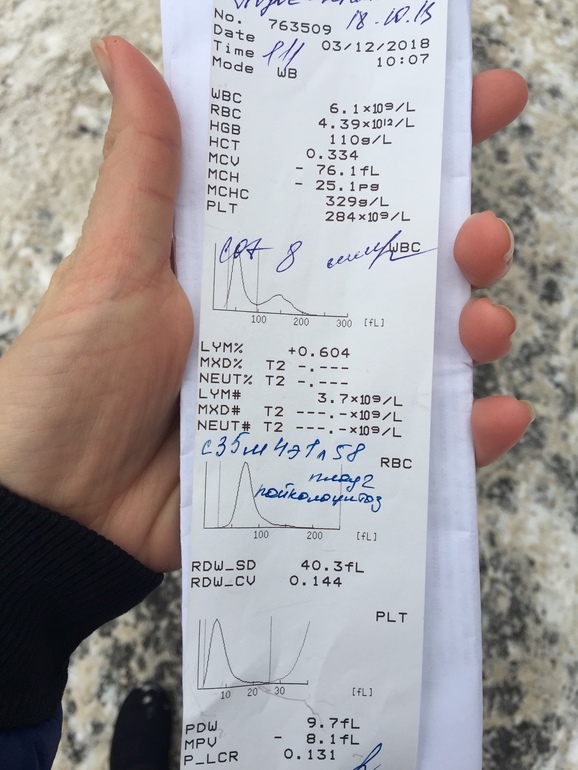 No. 763509 18.10.15
Date 03/12/2018
Time 10:07
Mode WB
WBC 6.1×10⁹/L
RBC 4.39×10¹²/L
HGB 110g/L
HCT 0.334
MCV - 76.1fL
MCH - 25.1pg
MCHC 329g/L
PLT 284×10⁹/L
СОЭ 8
WBC
100 200 300 [fL]
LYM% +0.604
MXD% T2 -.---
NEUT% T2 -.---
LYM# 3.7×10⁹/L
MXD# T2 ---.-×10⁹/L
NEUT# T2 ---.-×10⁹/L
с35м4э1л58
RBC
пойкилоцитоз
100 200 [fL]
RDW_SD 40.3fL
RDW_CV 0.144
PLT
10 20 30 [fL]
PDW 9.7fL
MPV - 8.1fL
P_LCR 0.131